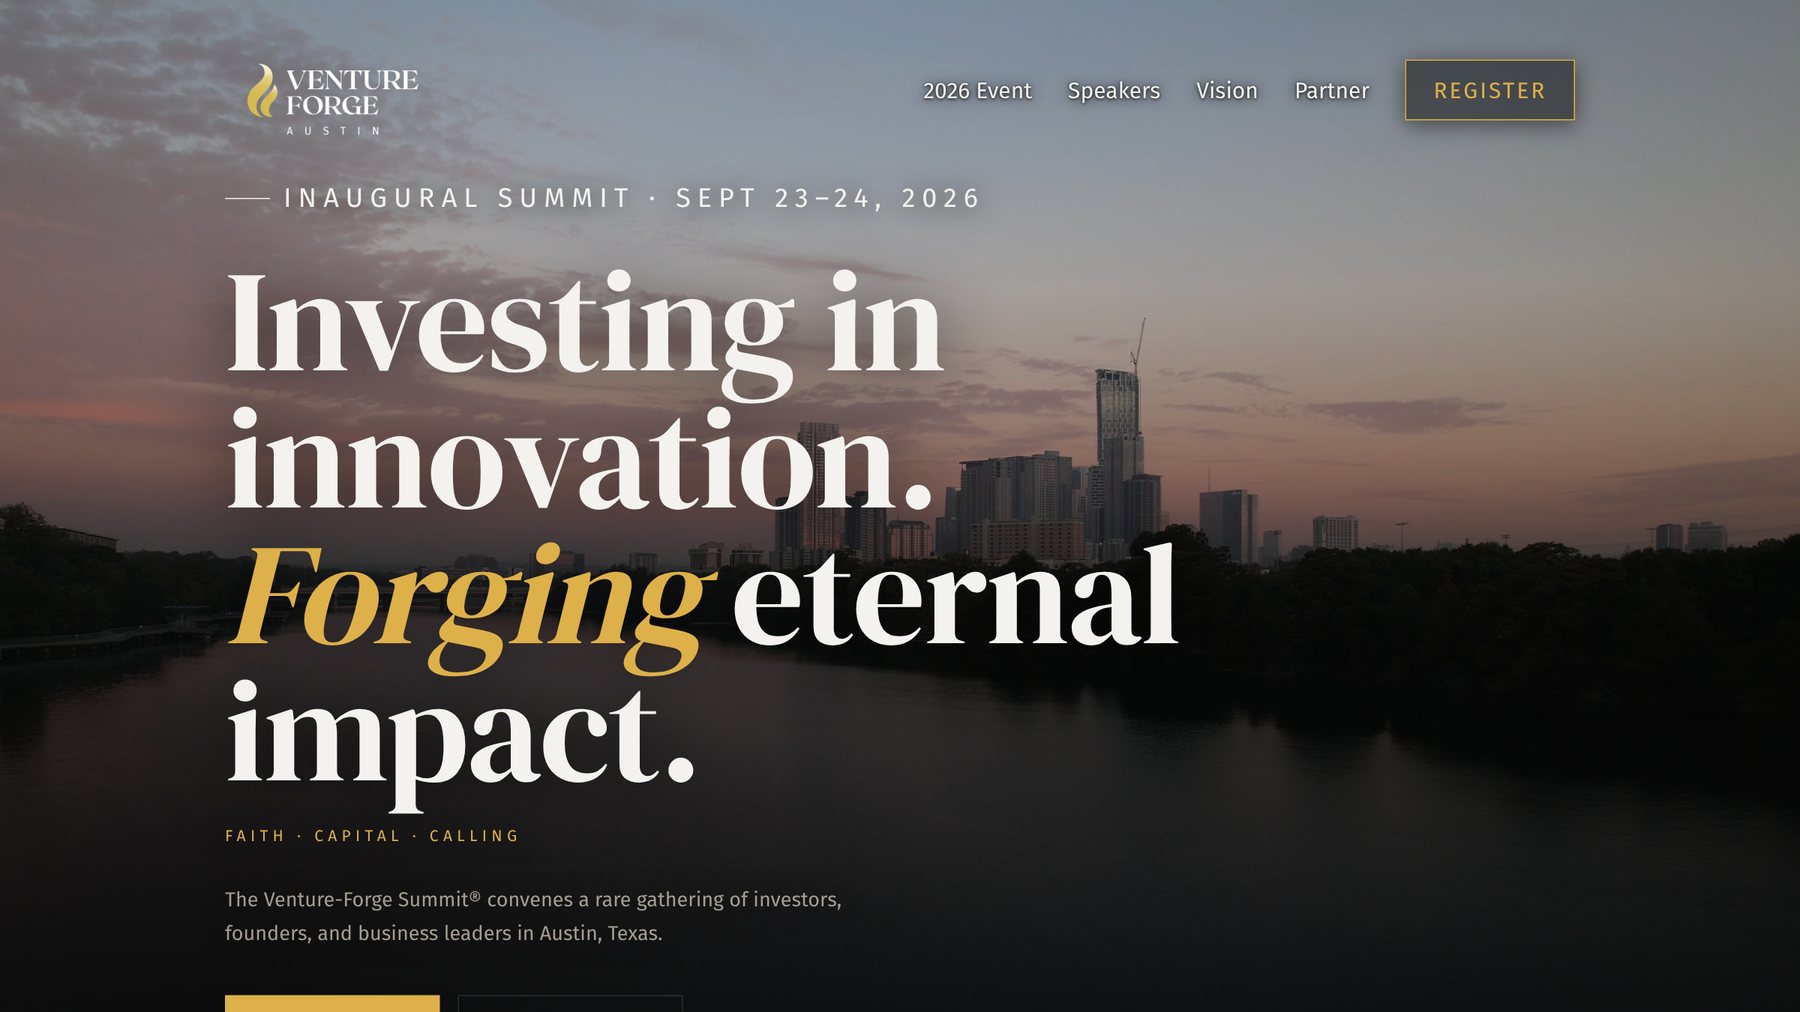 VENTURE
FORGE
AUSTIN
2026 Event
Speakers
Vision
Partner
REGISTER
INAUGURAL SUMMIT · SEPT 23–24, 2026
Investing in
innovation.
Forging eternal
impact.
FAITH · CAPITAL · CALLING
The Venture-Forge Summit® convenes a rare gathering of investors,
founders, and business leaders in Austin, Texas.